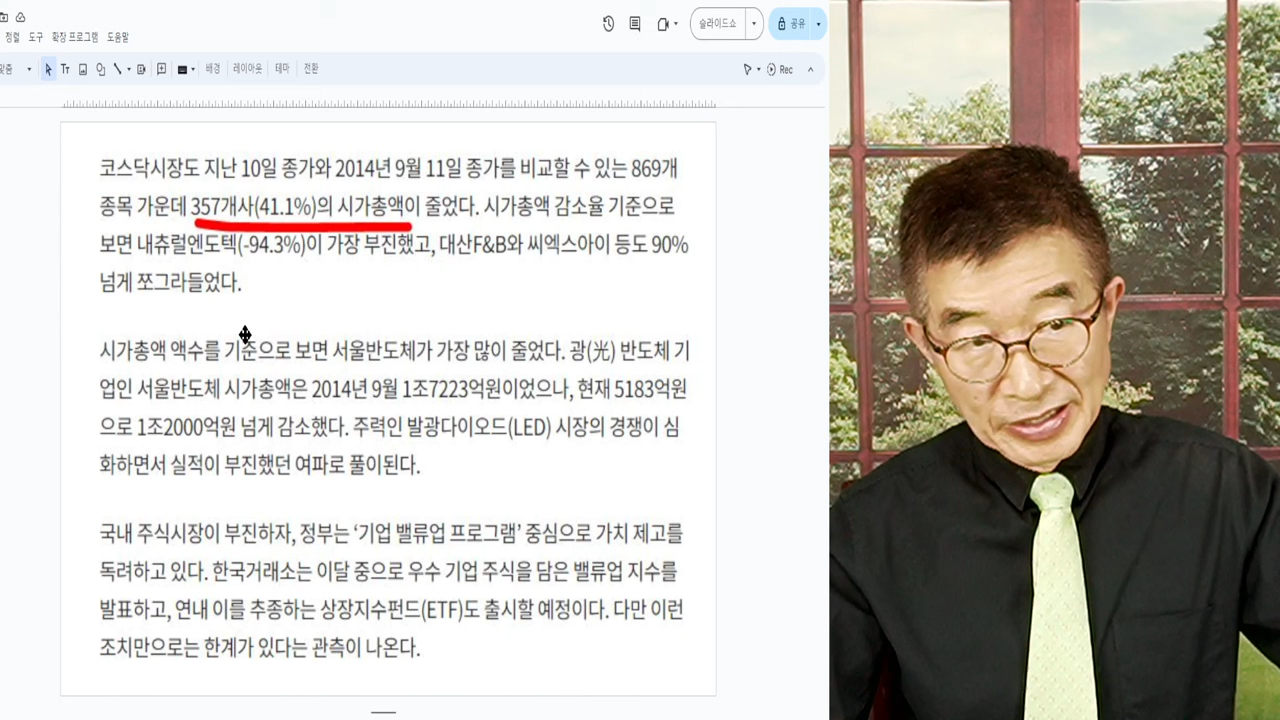 정렬 도구 확장 프로그램 도움말
슬라이드쇼
공유
맞춤
배경 레이아웃 테마 전환
Rec
코스닥시장도 지난 10일 종가와 2014년 9월 11일 종가를 비교할 수 있는 869개
종목 가운데 357개사(41.1%)의 시가총액이 줄었다. 시가총액 감소율 기준으로
보면 내츄럴엔도텍(-94.3%)이 가장 부진했고, 대산F&B와 씨엑스아이 등도 90%
넘게 쪼그라들었다.
시가총액 액수를 기준으로 보면 서울반도체가 가장 많이 줄었다. 광(光) 반도체 기
업인 서울반도체 시가총액은 2014년 9월 1조7223억원이었으나, 현재 5183억원
으로 1조2000억원 넘게 감소했다. 주력인 발광다이오드(LED) 시장의 경쟁이 심
화하면서 실적이 부진했던 여파로 풀이된다.
국내 주식시장이 부진하자, 정부는 ‘기업 밸류업 프로그램’ 중심으로 가치 제고를
독려하고 있다. 한국거래소는 이달 중으로 우수 기업 주식을 담은 밸류업 지수를
발표하고, 연내 이를 추종하는 상장지수펀드(ETF)도 출시할 예정이다. 다만 이런
조치만으로는 한계가 있다는 관측이 나온다.